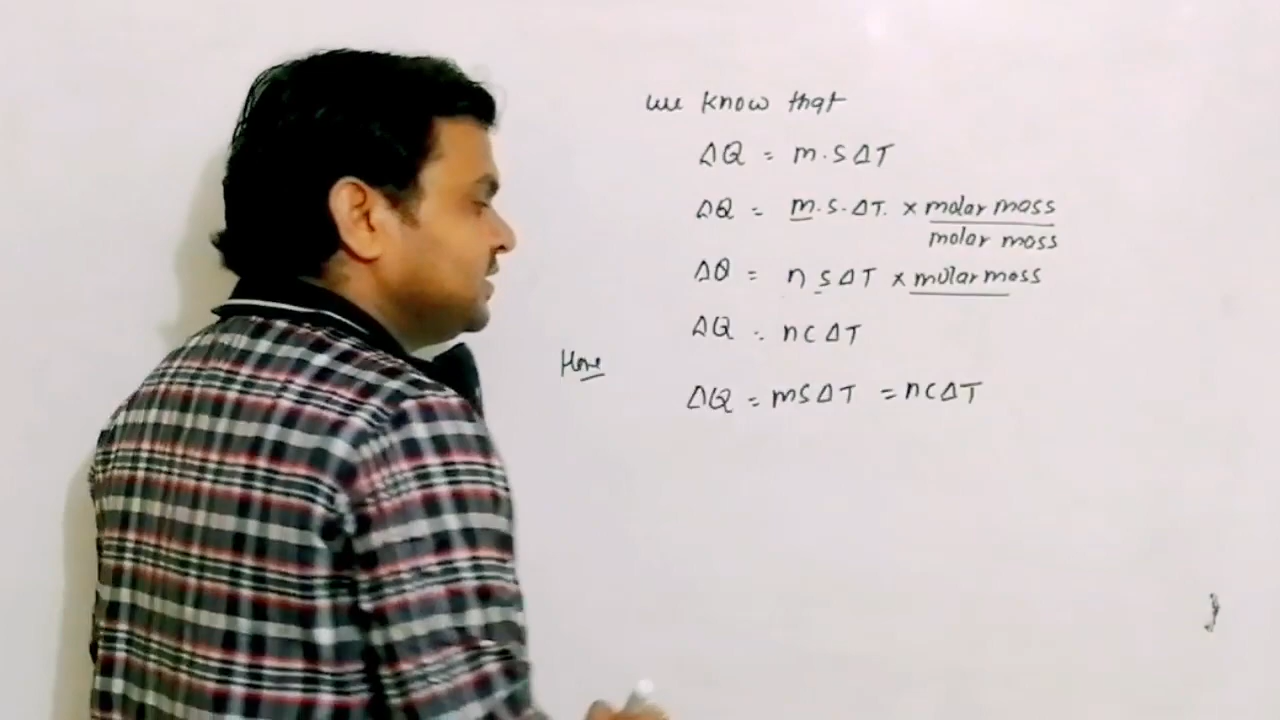 we know that
ΔQ = m.SΔT
ΔQ = m.S.ΔT. × molar mass
molar mass
ΔQ = n S ΔT × molar mass
ΔQ = nCΔT
Here
ΔQ = mSΔT = nCΔT